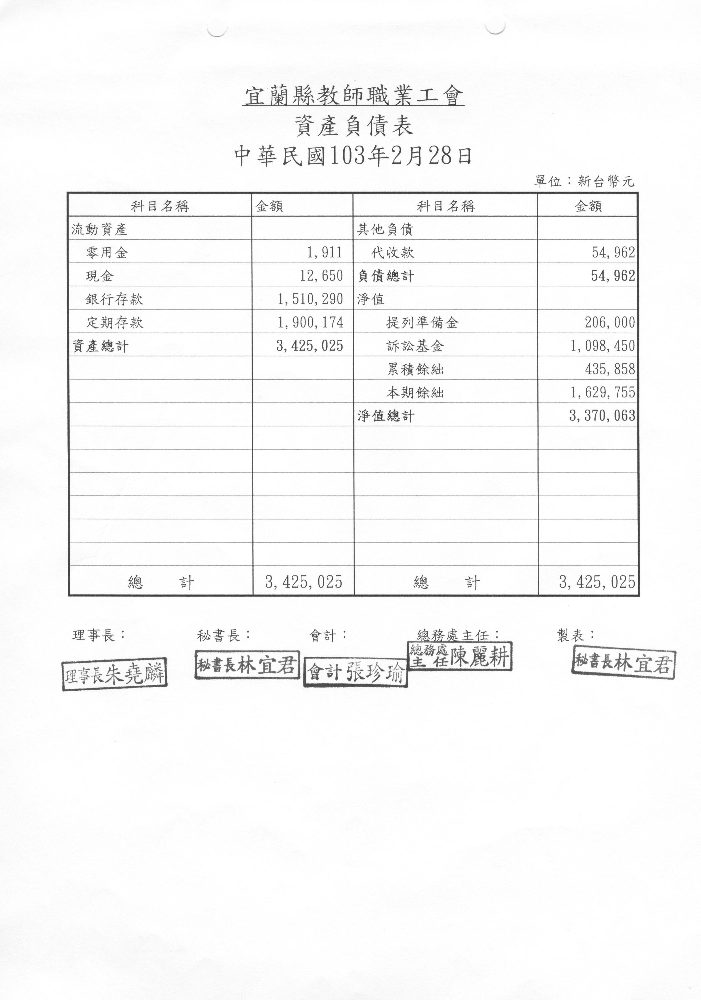 宜蘭縣教師職業工會
資產負債表
中華民國103年2月28日
單位：新台幣元
科目名稱 金額 科目名稱 金額
流動資產 其他負債
零用金 1,911 代收款 54,962
現金 12,650 負債總計 54,962
銀行存款 1,510,290 淨值
定期存款 1,900,174 提列準備金 206,000
資產總計 3,425,025 訴訟基金 1,098,450
累積餘絀 435,858
本期餘絀 1,629,755
淨值總計 3,370,063
總 計 3,425,025 總 計 3,425,025
理事長： 秘書長： 會計： 總務處主任： 製表：
理事長朱堯麟 秘書長林宜君 會計張珍瑜 總務處主任陳麗耕 秘書長林宜君